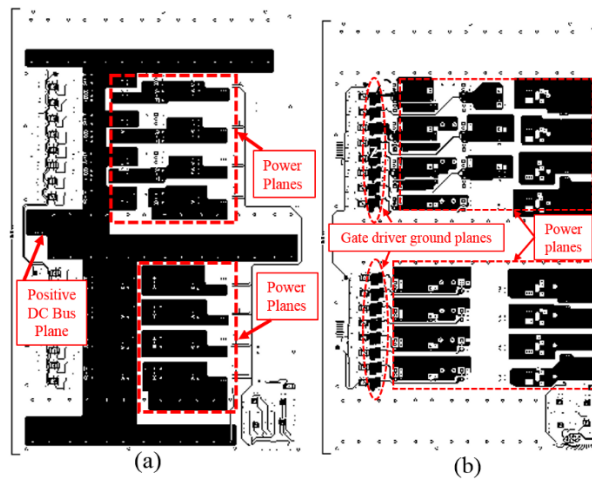 Power
Planes
Positive
DC Bus
Plane
Power
Planes
(a)
Gate driver ground planes
Power
planes
(b)